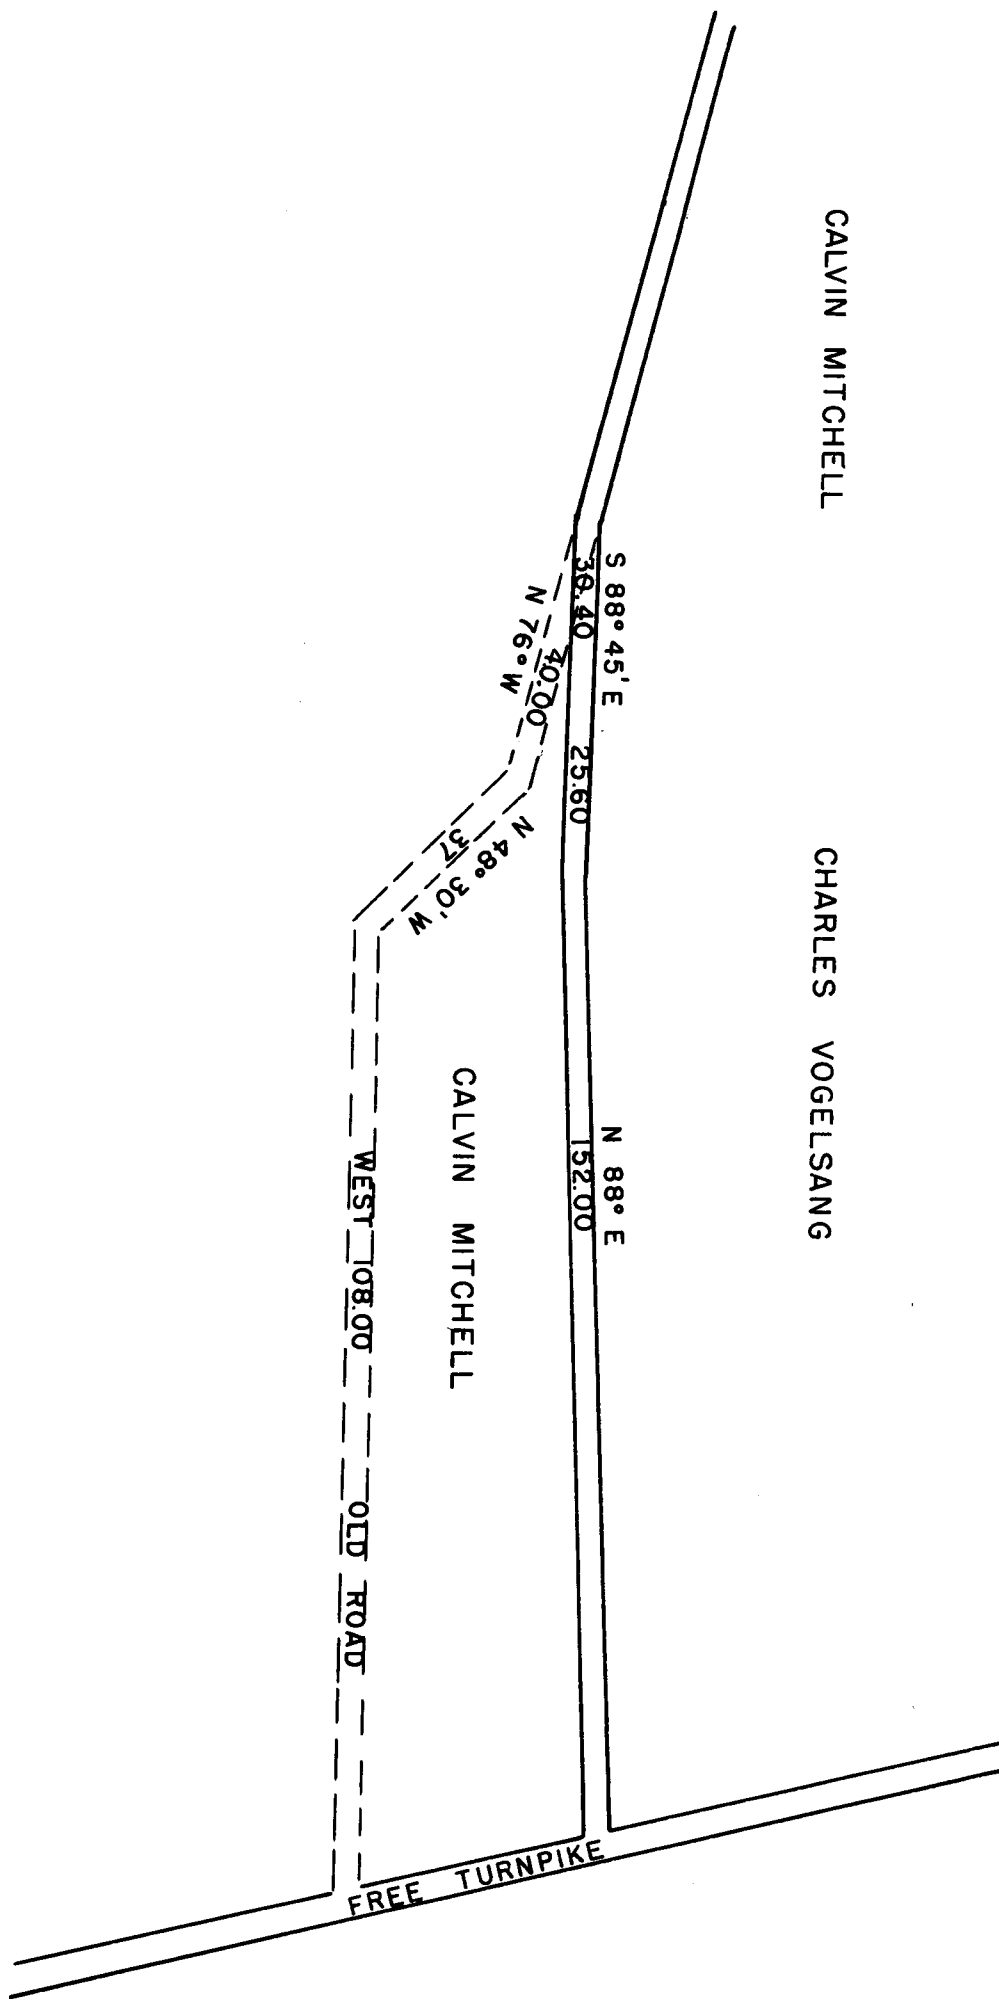 CALVIN MITCHELL
CHARLES VOGELSANG
S 88° 45' E
N 88° E
30.40
25.60
152.00
40.00
N 76° W
N 48° 30' W
37
CALVIN MITCHELL
WEST 108.00
OLD ROAD
FREE TURNPIKE